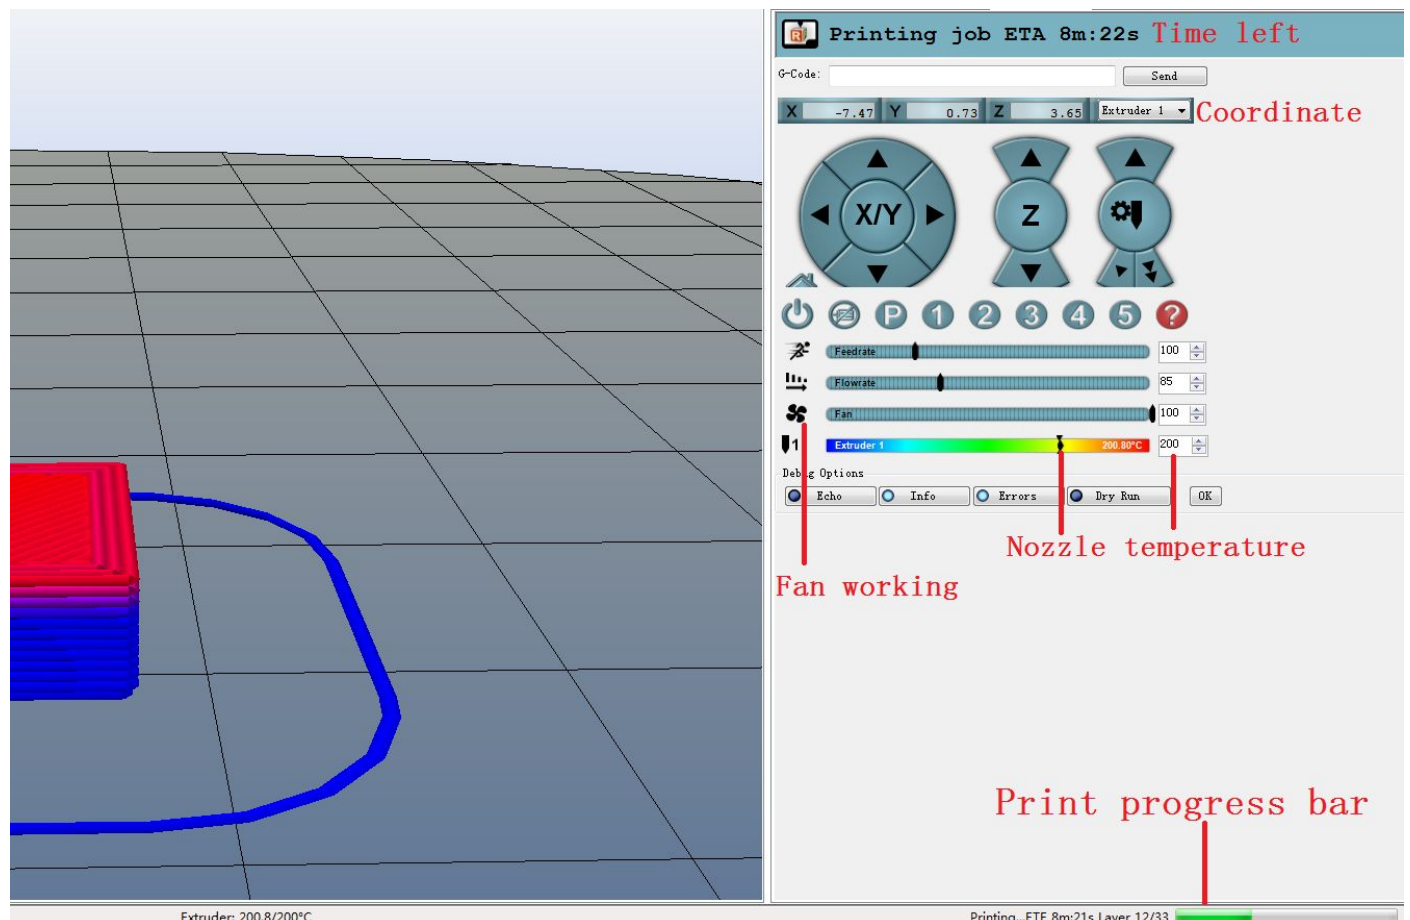 Printing job ETA 8m:22s Time left
G-Code: Send
X -7.47 Y 0.73 Z 3.65 Extruder 1 Coordinate
X/Y Z
P 1 2 3 4 5 ?
Feedrate 100
Flowrate 85
Fan 100
1 Extruder 1 200.80°C 200
Debug Options
Echo Info Errors Dry Run OK
Nozzle temperature
Fan working
Print progress bar
Extruder: 200.8/200°C Printing...ETE 8m:21s Layer 12/33